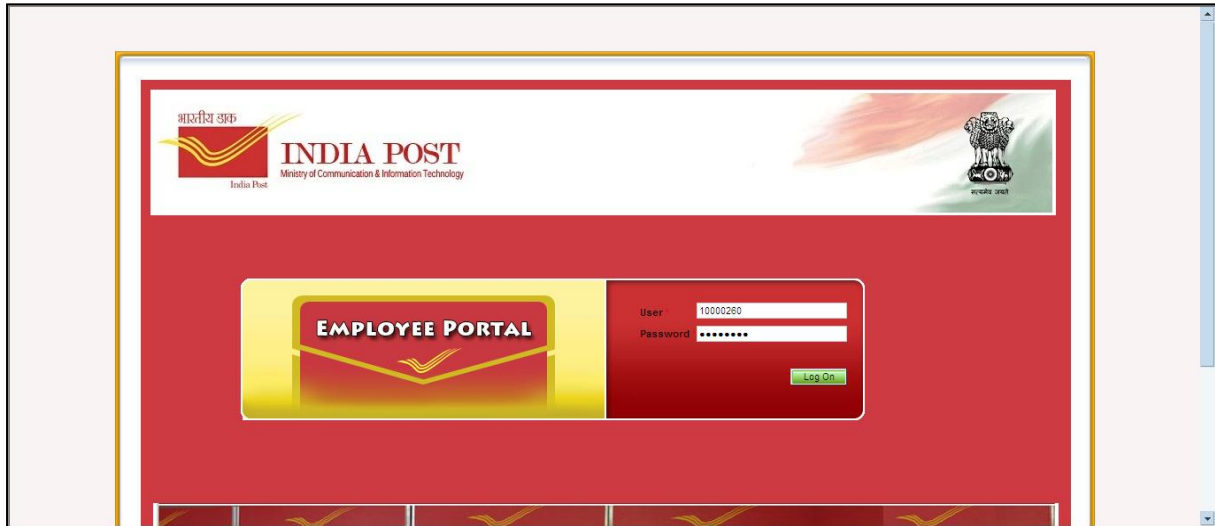 भारतीय डाक
India Post
INDIA POST
Ministry of Communication & Information Technology
सत्यमेव जयते
EMPLOYEE PORTAL
User * 10000260
Password * ••••••••
Log On